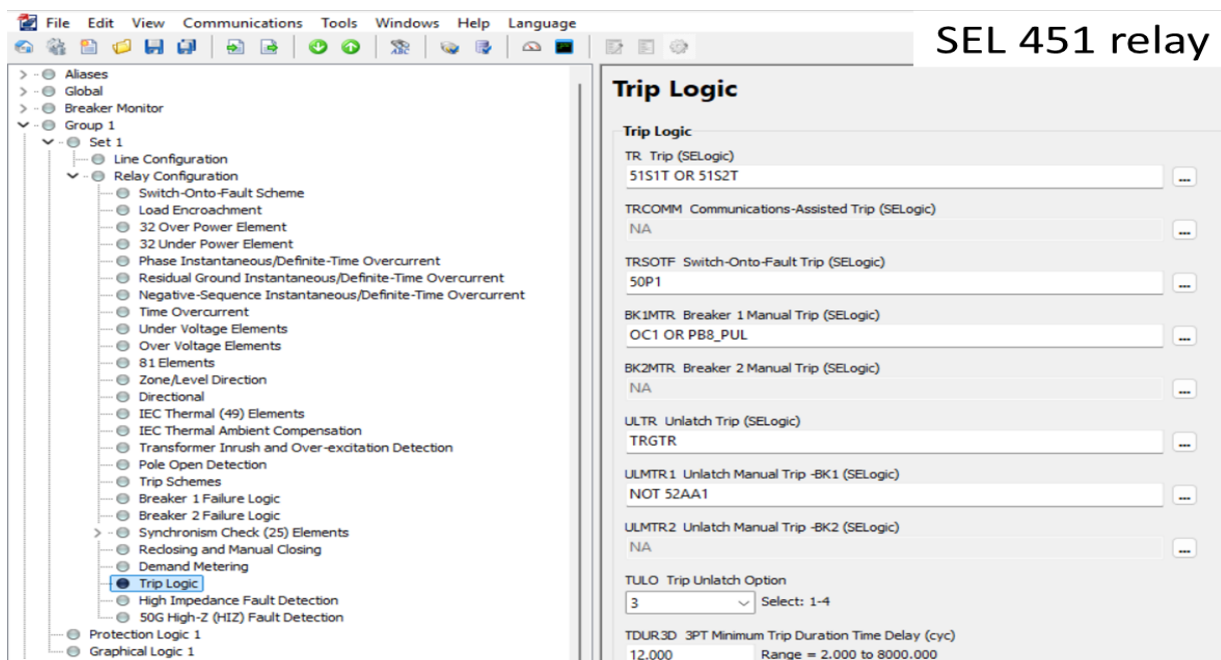 File Edit View Communications Tools Windows Help Language
SEL 451 relay
Aliases
Global
Breaker Monitor
Group 1
Set 1
Line Configuration
Relay Configuration
Switch-Onto-Fault Scheme
Load Encroachment
32 Over Power Element
32 Under Power Element
Phase Instantaneous/Definite-Time Overcurrent
Residual Ground Instantaneous/Definite-Time Overcurrent
Negative-Sequence Instantaneous/Definite-Time Overcurrent
Time Overcurrent
Under Voltage Elements
Over Voltage Elements
81 Elements
Zone/Level Direction
Directional
IEC Thermal (49) Elements
IEC Thermal Ambient Compensation
Transformer Inrush and Over-excitation Detection
Pole Open Detection
Trip Schemes
Breaker 1 Failure Logic
Breaker 2 Failure Logic
Synchronism Check (25) Elements
Reclosing and Manual Closing
Demand Metering
Trip Logic
High Impedance Fault Detection
50G High-Z (HIZ) Fault Detection
Protection Logic 1
Graphical Logic 1
Trip Logic
Trip Logic
TR Trip (SELogic)
51S1T OR 51S2T
...
TRCOMM Communications-Assisted Trip (SELogic)
NA
...
TRSOTF Switch-Onto-Fault Trip (SELogic)
50P1
...
BK1MTR Breaker 1 Manual Trip (SELogic)
OC1 OR PB8_PUL
...
BK2MTR Breaker 2 Manual Trip (SELogic)
NA
...
ULTR Unlatch Trip (SELogic)
TRGTR
...
ULMTR1 Unlatch Manual Trip -BK1 (SELogic)
NOT 52AA1
...
ULMTR2 Unlatch Manual Trip -BK2 (SELogic)
NA
...
TULO Trip Unlatch Option
3 Select: 1-4
TDUR3D 3PT Minimum Trip Duration Time Delay (cyc)
12.000 Range = 2.000 to 8000.000